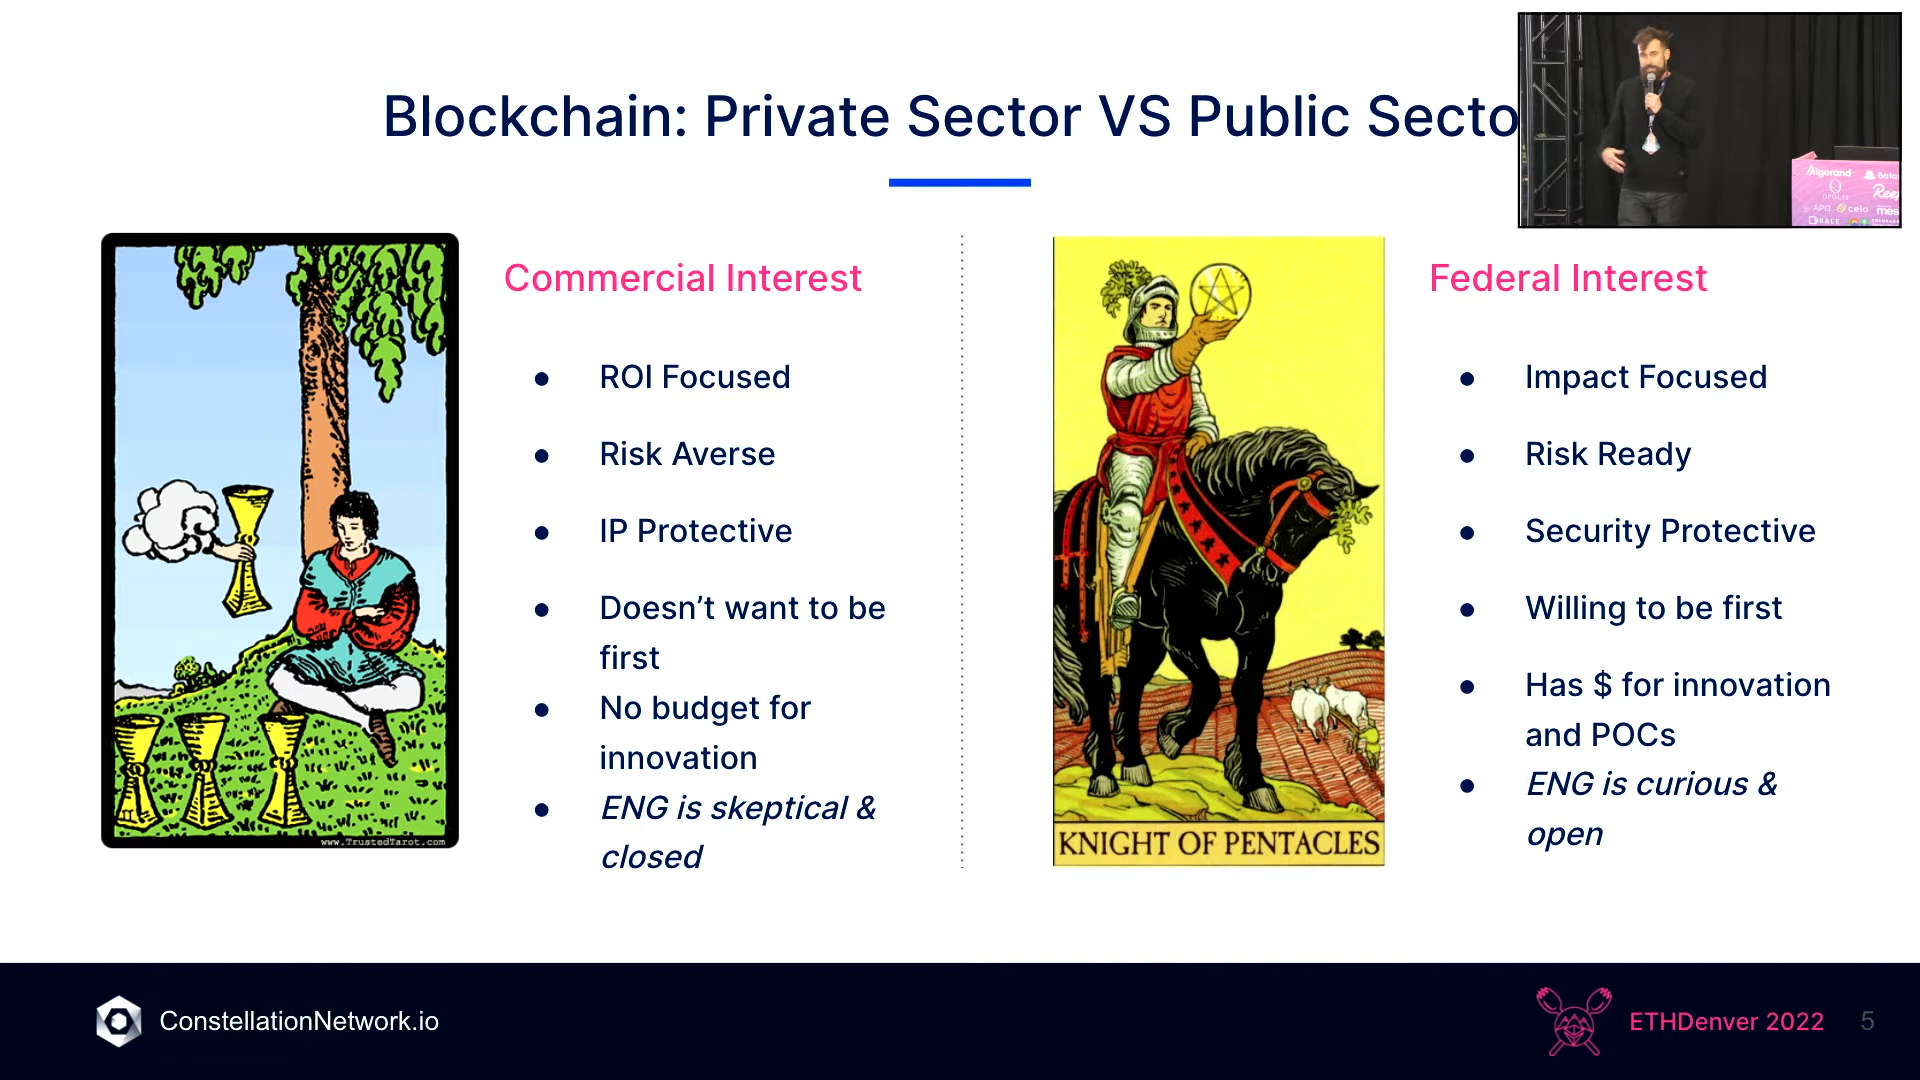 Blockchain: Private Sector VS Public Secto
Algorand
OPOLIS
API3
celo
KALE
Commercial Interest
● ROI Focused
● Risk Averse
● IP Protective
● Doesn’t want to be
first
● No budget for
innovation
● ENG is skeptical &
closed
www.TrustedTarot.com
KNIGHT OF PENTACLES
Federal Interest
● Impact Focused
● Risk Ready
● Security Protective
● Willing to be first
● Has $ for innovation
and POCs
● ENG is curious &
open
ConstellationNetwork.io
ETHDenver 2022
5